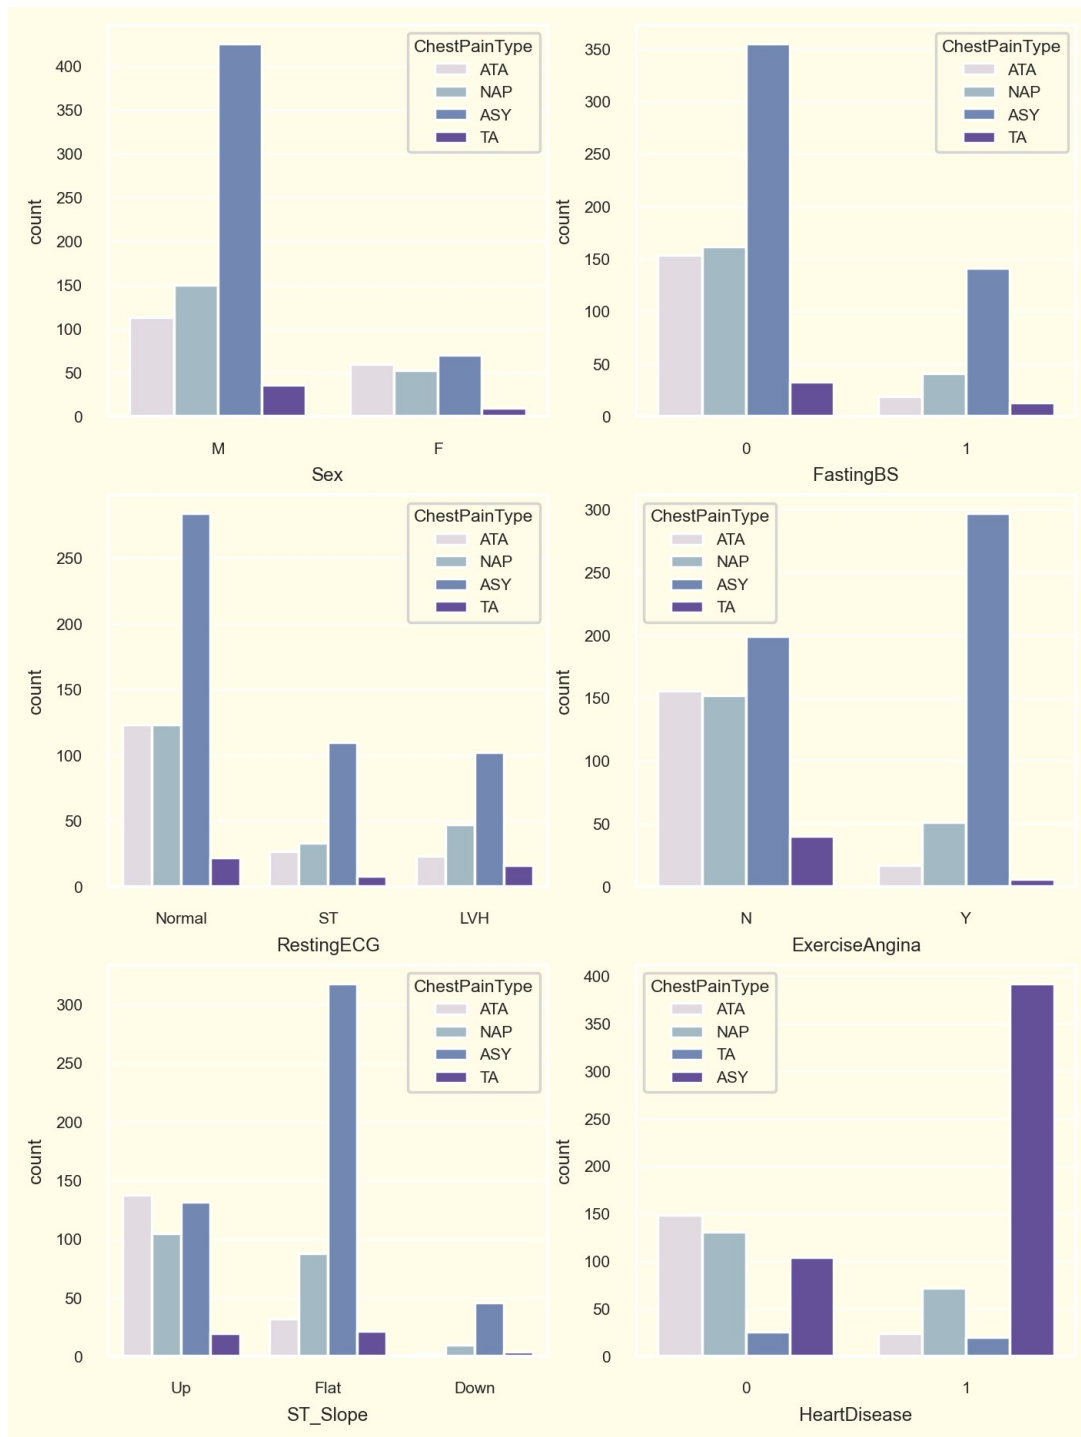 400
350
300
250
200
150
100
50
0
count
M
F
Sex
ChestPainType
ATA
NAP
ASY
TA
350
300
250
200
150
100
50
0
count
0
1
FastingBS
ChestPainType
ATA
NAP
ASY
TA
250
200
150
100
50
0
count
Normal
ST
LVH
RestingECG
ChestPainType
ATA
NAP
ASY
TA
300
250
200
150
100
50
0
count
N
Y
ExerciseAngina
ChestPainType
ATA
NAP
ASY
TA
300
250
200
150
100
50
0
count
Up
Flat
Down
ST_Slope
ChestPainType
ATA
NAP
ASY
TA
400
350
300
250
200
150
100
50
0
count
0
1
HeartDisease
ChestPainType
ATA
NAP
TA
ASY